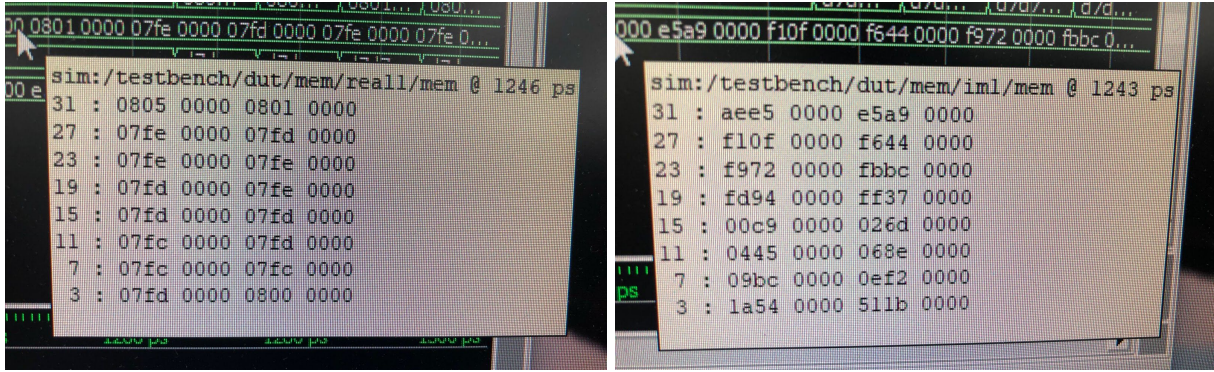 0801 0000 07fe 0000 07fd 0000 07fe 0000 07fe 0...
sim:/testbench/dut/mem/reall/mem @ 1246 ps
31 : 0805 0000 0801 0000
27 : 07fe 0000 07fd 0000
23 : 07fe 0000 07fe 0000
19 : 07fd 0000 07fe 0000
15 : 07fd 0000 07fd 0000
11 : 07fc 0000 07fd 0000
7 : 07fc 0000 07fc 0000
3 : 07fd 0000 0800 0000
000 e5a9 0000 f10f 0000 f644 0000 f972 0000 fbbc 0...
sim:/testbench/dut/mem/iml/mem @ 1243 ps
31 : aee5 0000 e5a9 0000
27 : f10f 0000 f644 0000
23 : f972 0000 fbbc 0000
19 : fd94 0000 ff37 0000
15 : 00c9 0000 026d 0000
11 : 0445 0000 068e 0000
7 : 09bc 0000 0ef2 0000
3 : 1a54 0000 511b 0000
ps